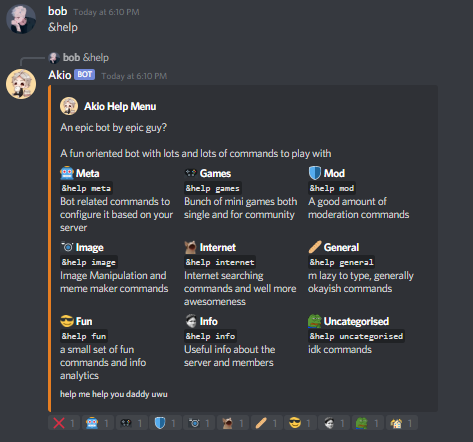 bob Today at 6:10 PM
&help
bob &help
Akio BOT Today at 6:10 PM
Akio Help Menu
An epic bot by epic guy?
A fun oriented bot with lots and lots of commands to play with
Meta
&help meta
Bot related commands to
configure it based on your
server
Games
&help games
Bunch of mini games both
single and for community
Mod
&help mod
A good amount of
moderation commands
Image
&help image
Image Manipulation and
meme maker commands
Internet
&help internet
Internet searching
commands and well more
awesomeness
General
&help general
m lazy to type, generally
okayish commands
Fun
&help fun
a small set of fun
commands and info
analytics
Info
&help info
Useful info about the
server and members
Uncategorised
&help uncategorised
idk commands
help me help you daddy uwu
1 1 1 1 1 1 1 1 1 1 1